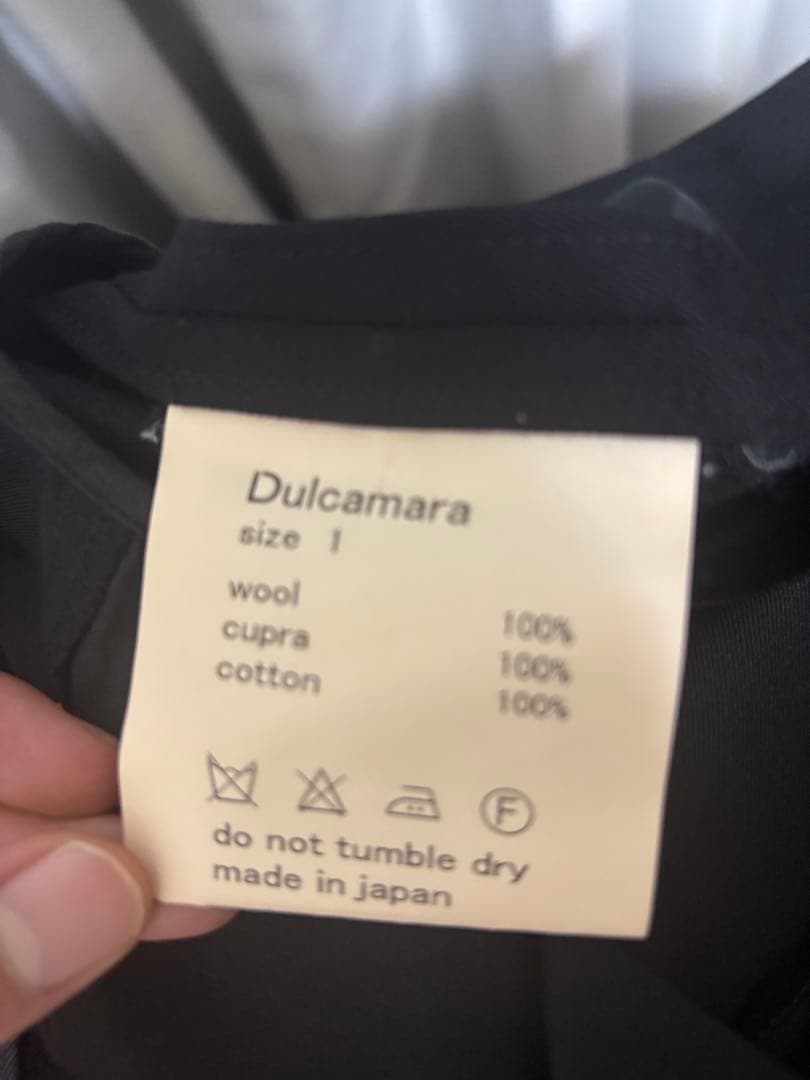 Dulcamara
size 1
wool 100%
cupra 100%
cotton 100%
F
do not tumble dry
made in japan